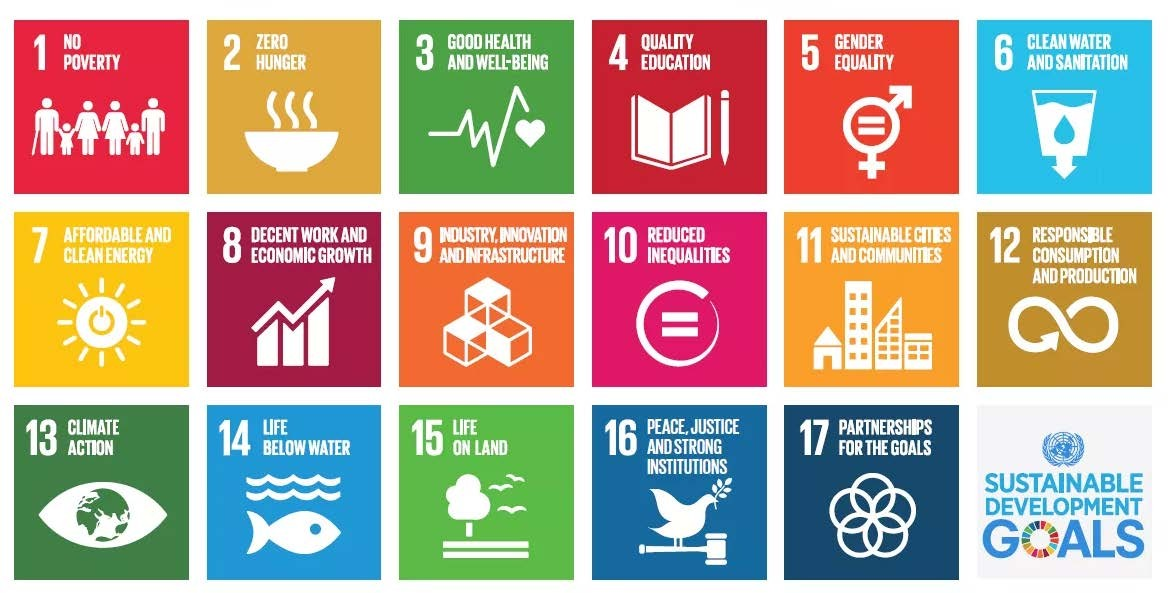 1 NO
POVERTY
2 ZERO
HUNGER
3 GOOD HEALTH
AND WELL-BEING
4 QUALITY
EDUCATION
5 GENDER
EQUALITY
6 CLEAN WATER
AND SANITATION
7 AFFORDABLE AND
CLEAN ENERGY
8 DECENT WORK AND
ECONOMIC GROWTH
9 INDUSTRY, INNOVATION
AND INFRASTRUCTURE
10 REDUCED
INEQUALITIES
11 SUSTAINABLE CITIES
AND COMMUNITIES
12 RESPONSIBLE
CONSUMPTION
AND PRODUCTION
13 CLIMATE
ACTION
14 LIFE
BELOW WATER
15 LIFE
ON LAND
16 PEACE, JUSTICE
AND STRONG
INSTITUTIONS
17 PARTNERSHIPS
FOR THE GOALS
SUSTAINABLE
DEVELOPMENT
GOALS